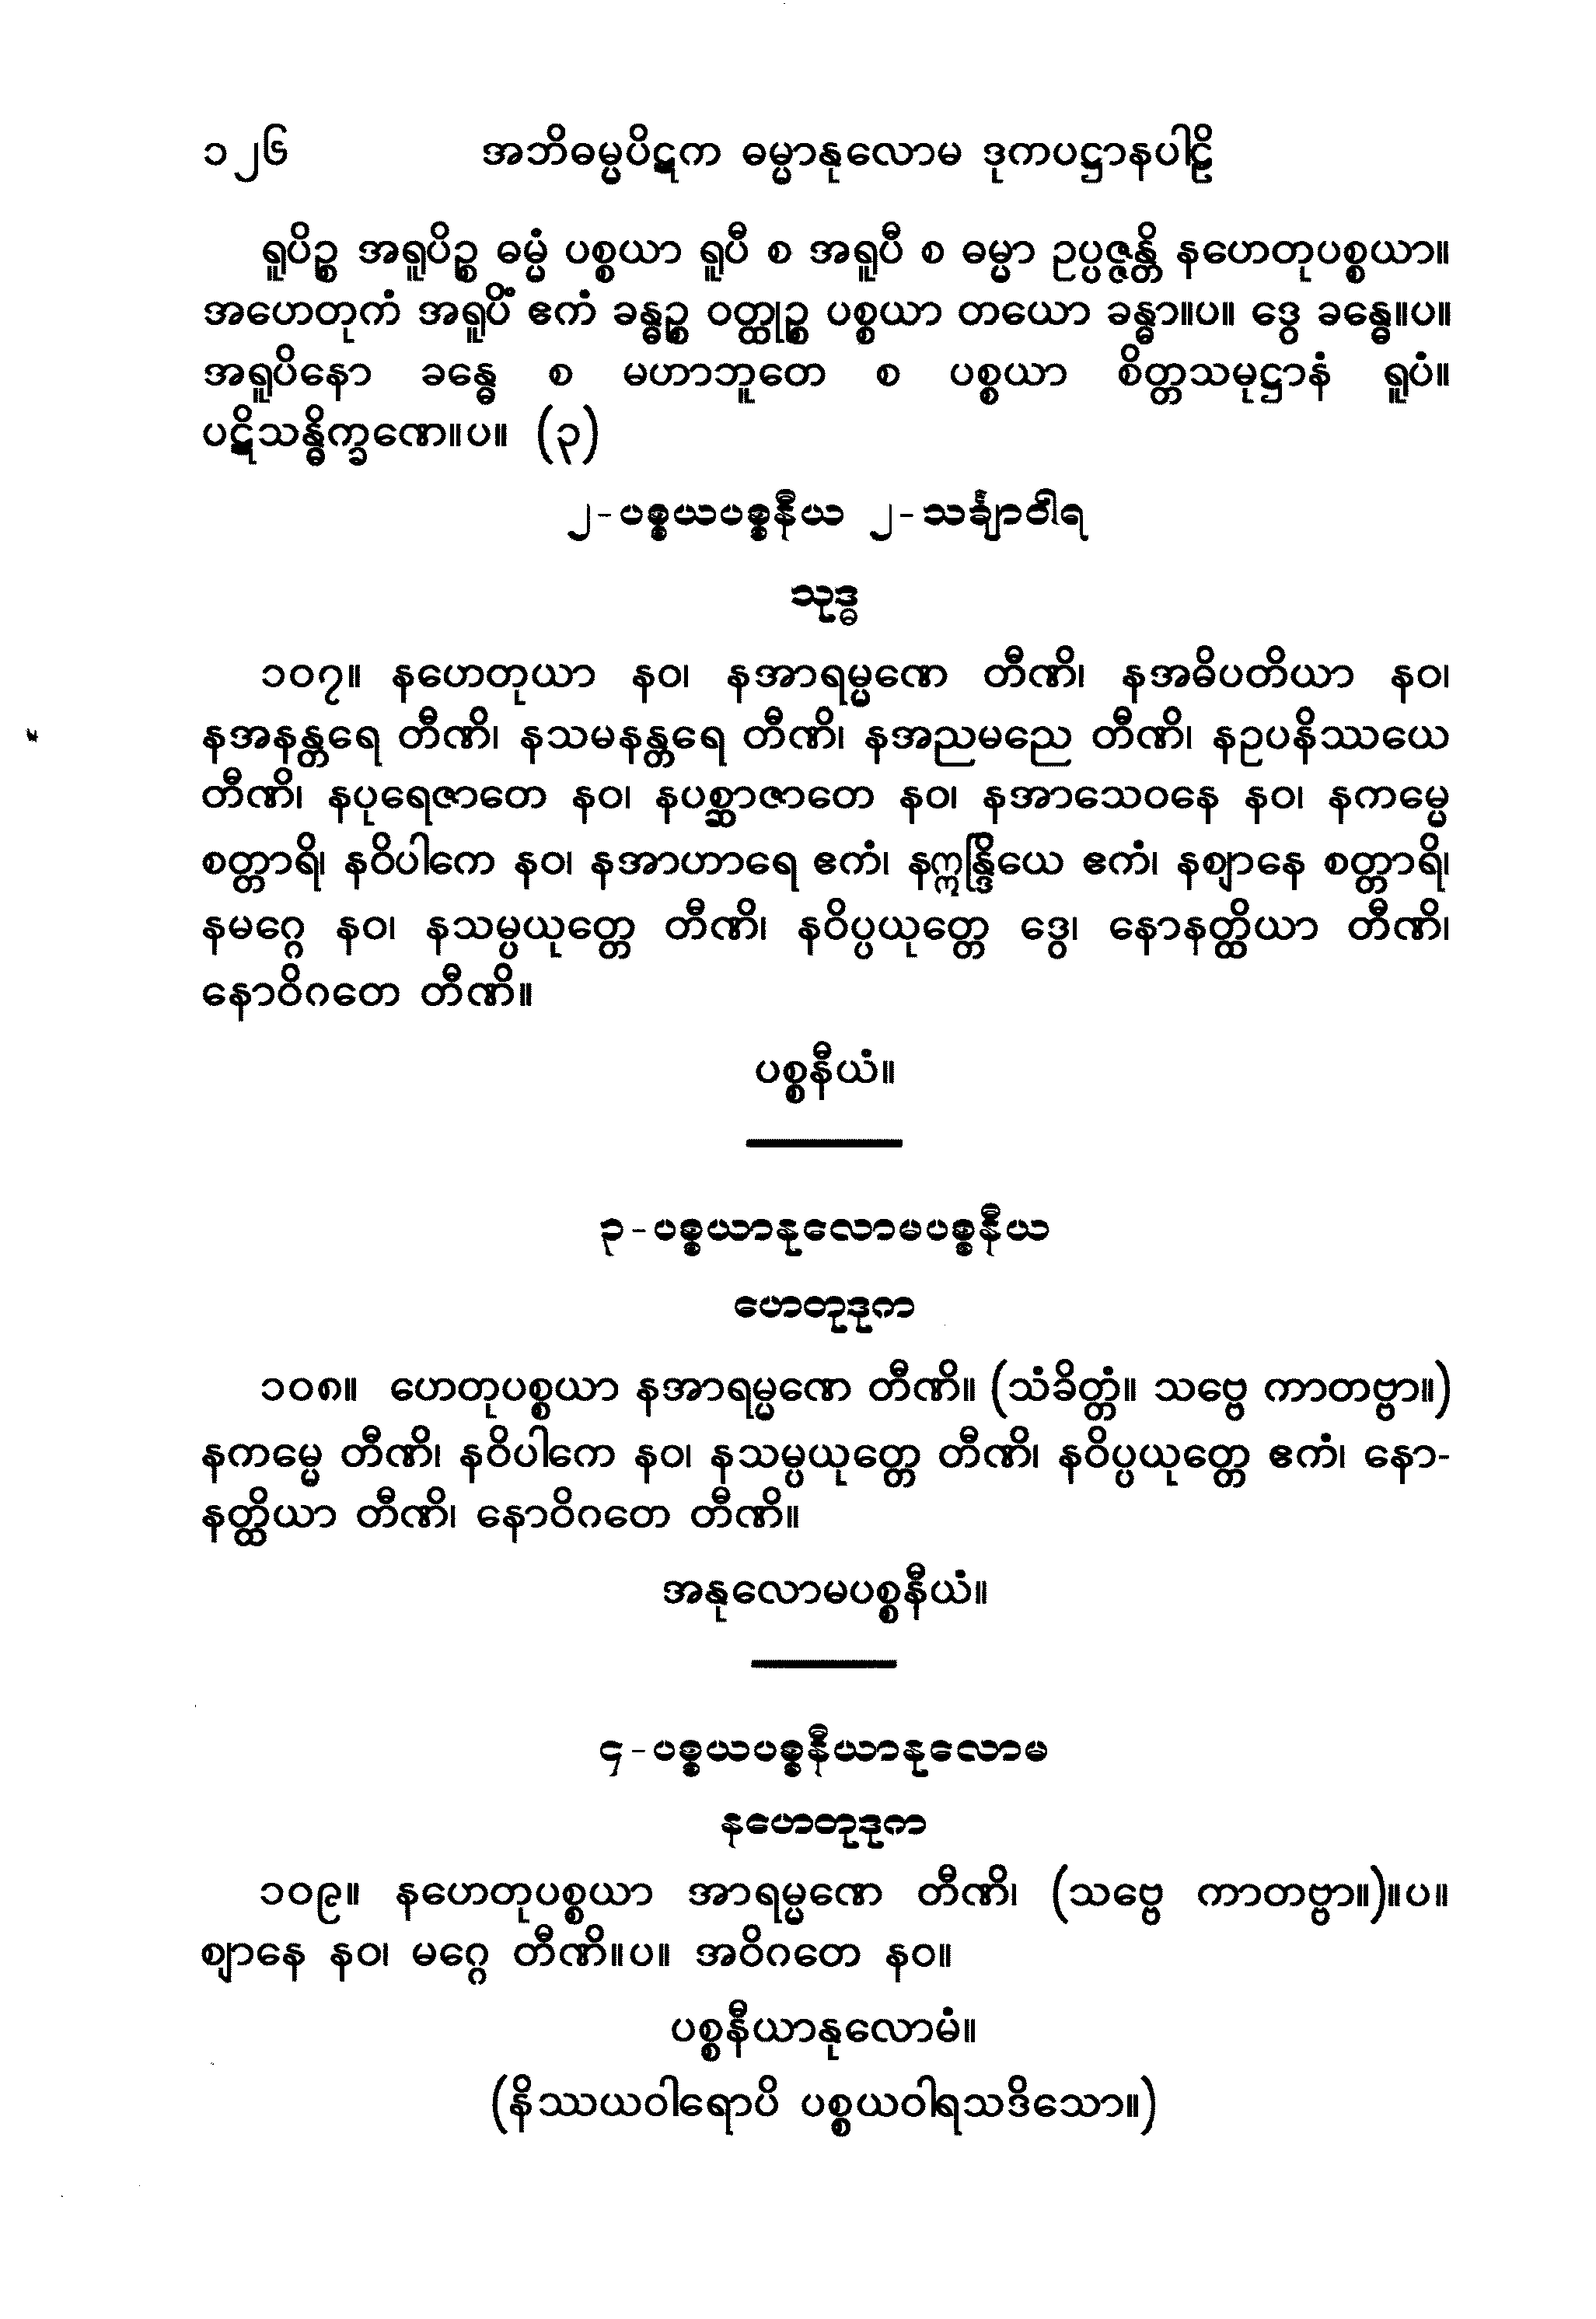 ၁၂၆ အဘိဓမ္မပိဋက ဓမ္မာနုလောမ ဒုကပဋ္ဌာနပါဠိ
ရူပိဉ္စ အရူပိဉ္စ ဓမ္မံ ပစ္စယာ ရူပီ စ အရူပီ စ ဓမ္မာ ဥပ္ပဇ္ဇန္တိ နဟေတုပစ္စယာ။
အဟေတုကံ အရူပိံ ဧကံ ခန္ဓဉ္စ ဝတ္ထုဉ္စ ပစ္စယာ တယော ခန္ဓာ။ပ။ ဒွေ ခန္ဓေ။ပ။
အရူပိနော ခန္ဓေ စ မဟာဘူတေ စ ပစ္စယာ စိတ္တသမုဋ္ဌာနံ ရူပံ။
ပဋိသန္ဓိက္ခဏေ။ပ။ (၃)
၂-ပစ္စယပစ္စနီယ ၂-သင်္ချာဝါရ
သုဒ္ဓ
၁၀၇။ နဟေတုယာ နဝ၊ နအာရမ္မဏေ တီဏိ၊ နအဓိပတိယာ နဝ၊
နအနန္တရေ တီဏိ၊ နသမနန္တရေ တီဏိ၊ နအညမညေ တီဏိ၊ နဥပနိဿယေ
တီဏိ၊ နပုရေဇာတေ နဝ၊ နပစ္ဆာဇာတေ နဝ၊ နအာသေဝနေ နဝ၊ နကမ္မေ
စတ္တာရိ၊ နဝိပါကေ နဝ၊ နအာဟာရေ ဧကံ၊ နဣန္ဒြိယေ ဧကံ၊ နဈာနေ စတ္တာရိ၊
နမဂ္ဂေ နဝ၊ နသမ္ပယုတ္တေ တီဏိ၊ နဝိပ္ပယုတ္တေ ဒွေ၊ နောနတ္ထိယာ တီဏိ၊
နောဝိဂတေ တီဏိ။
ပစ္စနီယံ။
၃-ပစ္စယာနုလောမပစ္စနီယ
ဟေတုဒုက
၁၀၈။ ဟေတုပစ္စယာ နအာရမ္မဏေ တီဏိ။ (သံခိတ္တံ။ သဗ္ဗေ ကာတဗ္ဗာ။)
နကမ္မေ တီဏိ၊ နဝိပါကေ နဝ၊ နသမ္ပယုတ္တေ တီဏိ၊ နဝိပ္ပယုတ္တေ ဧကံ၊ နော-
နတ္ထိယာ တီဏိ၊ နောဝိဂတေ တီဏိ။
အနုလောမပစ္စနီယံ။
၄-ပစ္စယပစ္စနီယာနုလောမ
နဟေတုဒုက
၁၀၉။ နဟေတုပစ္စယာ အာရမ္မဏေ တီဏိ၊ (သဗ္ဗေ ကာတဗ္ဗာ။)။ပ။
ဈာနေ နဝ၊ မဂ္ဂေ တီဏိ။ပ။ အဝိဂတေ နဝ။
ပစ္စနီယာနုလောမံ။
(နိဿယဝါရောပိ ပစ္စယဝါရသဒိသော။)